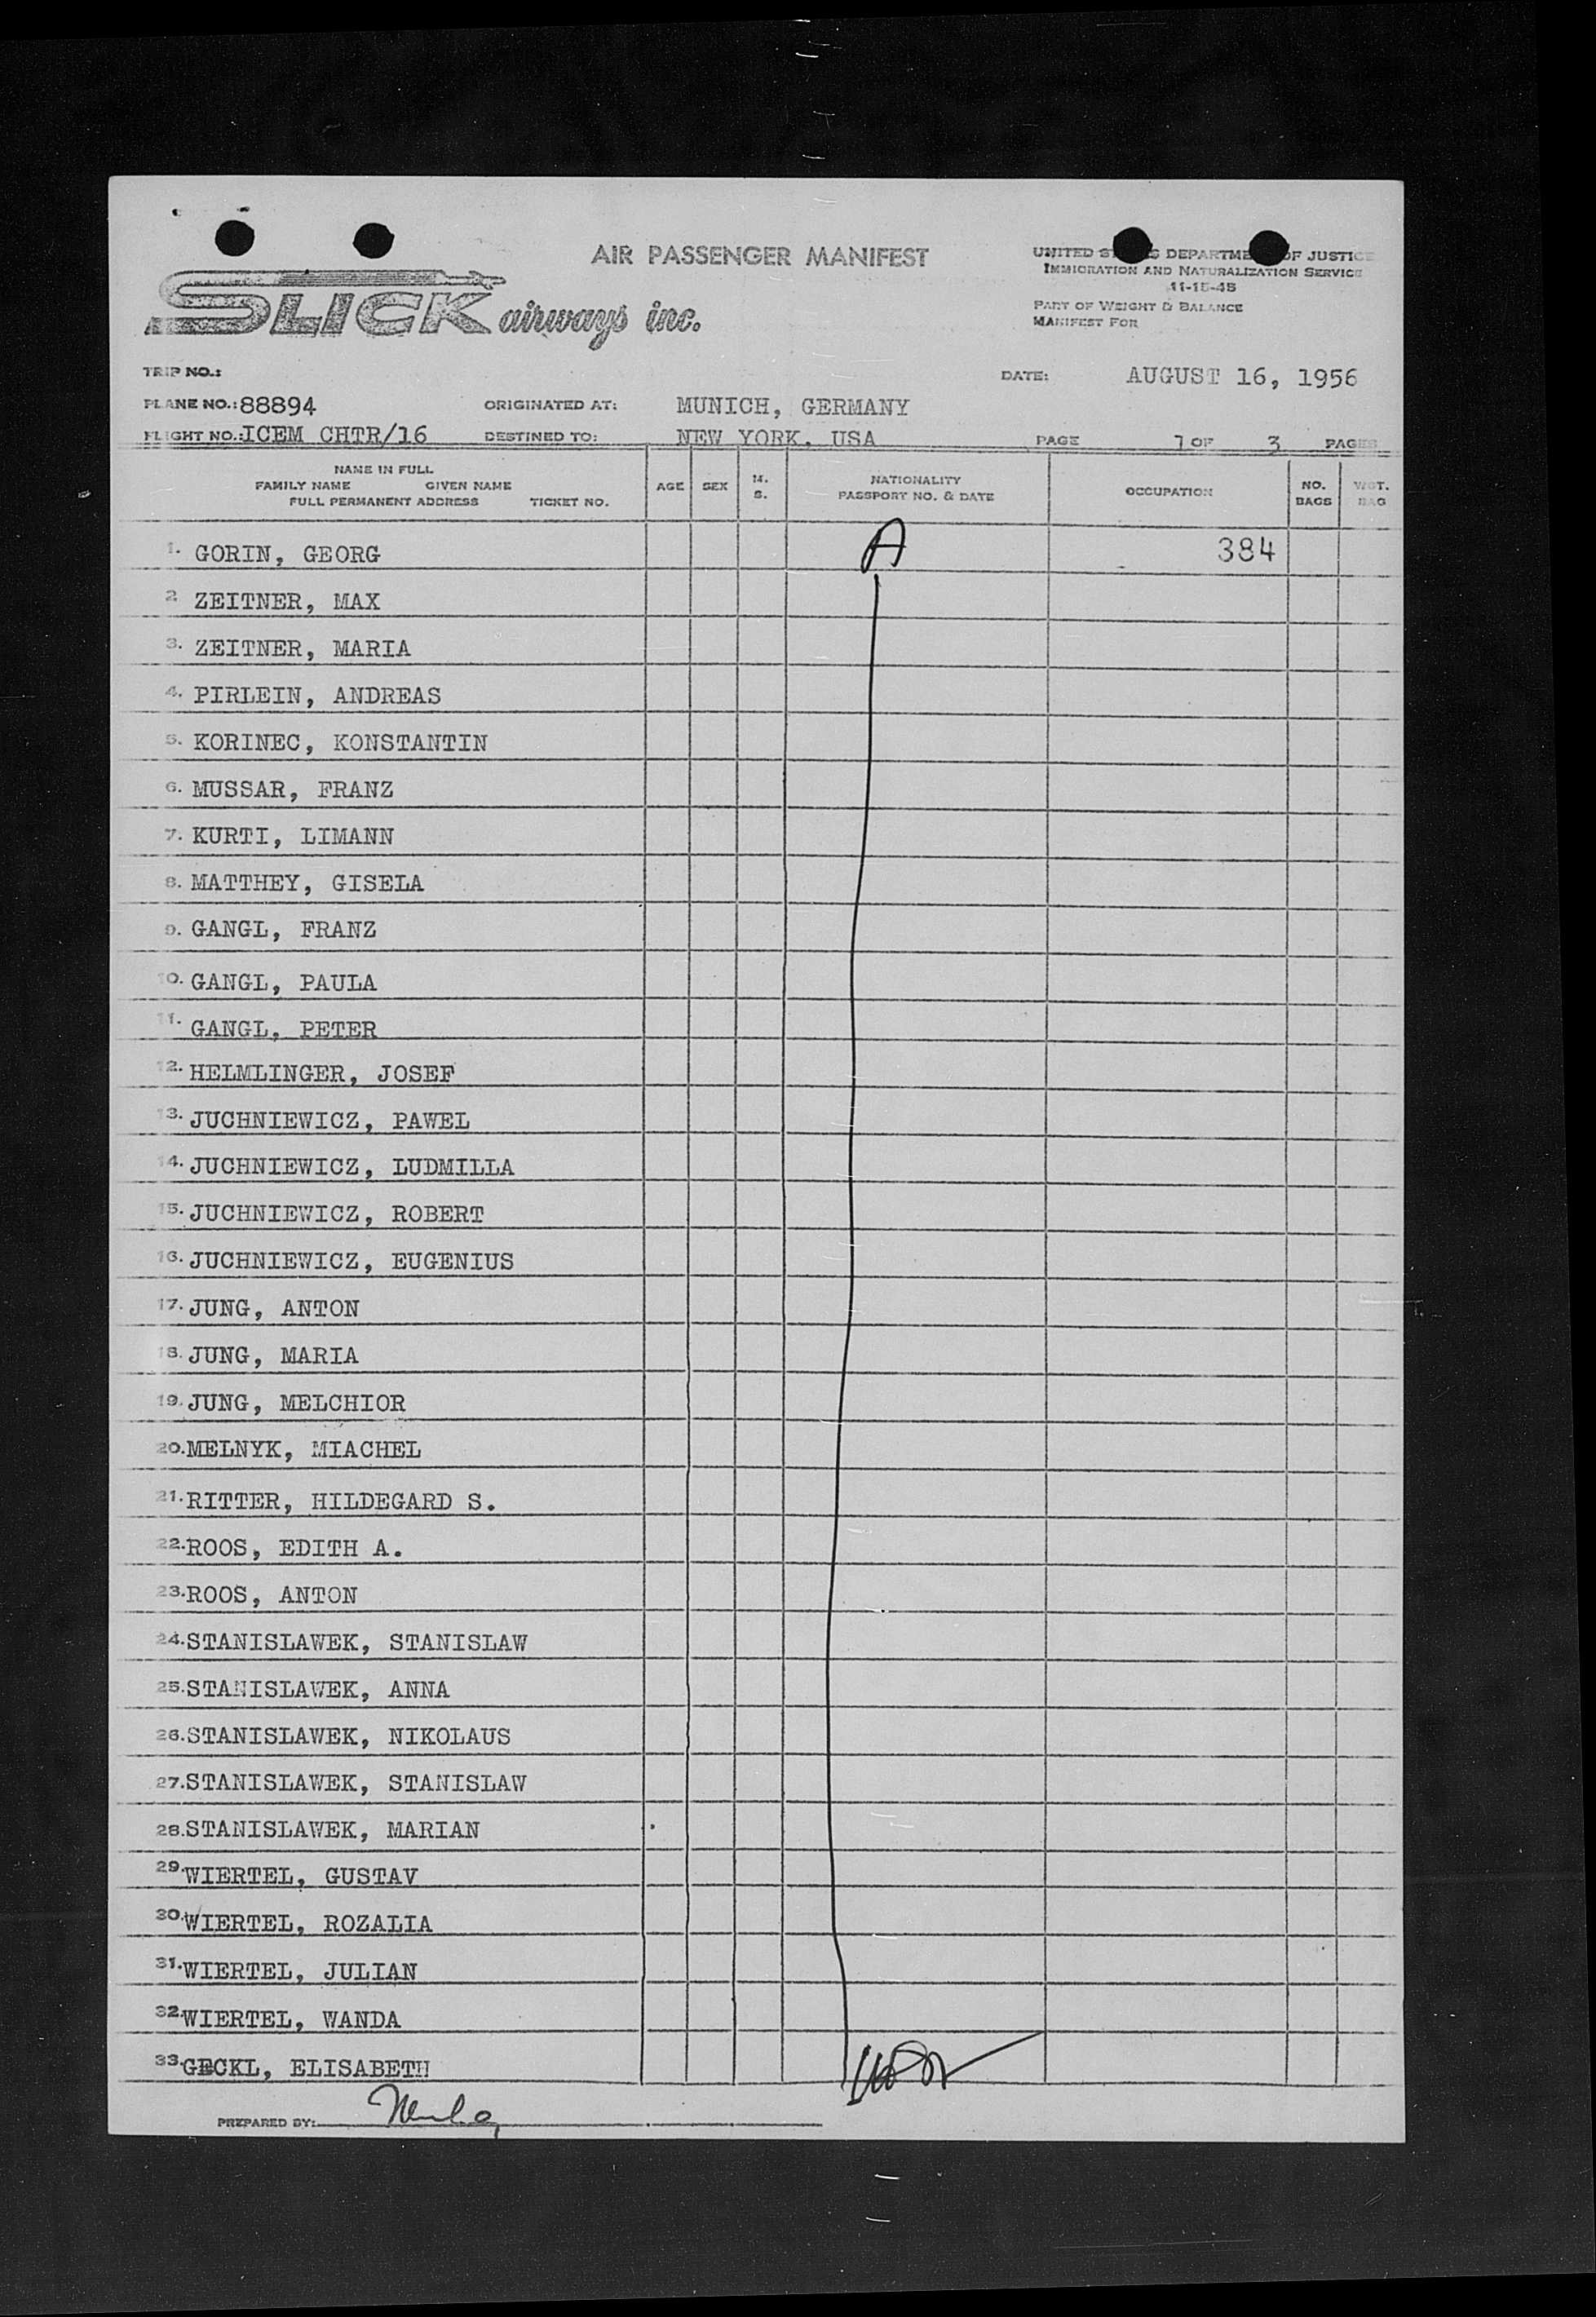 AIR PASSENGER MANIFEST
UNITED STATES DEPARTMENT OF JUSTICE
IMMIGRATION AND NATURALIZATION SERVICE
11-15-48
PART OF WEIGHT & BALANCE
MANIFEST FOR
SLICK airways inc.
TRIP NO.:
DATE: AUGUST 16, 1956
PLANE NO.: 88894 ORIGINATED AT: MUNICH, GERMANY
FLIGHT NO.: ICEM CHTR/16 DESTINED TO: NEW YORK, USA PAGE 1 OF 3 PAGES
NAME IN FULL
FAMILY NAME GIVEN NAME
FULL PERMANENT ADDRESS TICKET NO.
AGE SEX M. S.
NATIONALITY
PASSPORT NO. & DATE
OCCUPATION
NO. BAGS
WGT. BAG
1. GORIN, GEORG A 384
2. ZEITNER, MAX
3. ZEITNER, MARIA
4. PIRLEIN, ANDREAS
5. KORINEC, KONSTANTIN
6. MUSSAR, FRANZ
7. KURTI, LIMANN
8. MATTHEY, GISELA
9. GANGL, FRANZ
10. GANGL, PAULA
11. GANGL, PETER
12. HELMLINGER, JOSEF
13. JUCHNIEWICZ, PAWEL
14. JUCHNIEWICZ, LUDMILLA
15. JUCHNIEWICZ, ROBERT
16. JUCHNIEWICZ, EUGENIUS
17. JUNG, ANTON
18. JUNG, MARIA
19. JUNG, MELCHIOR
20. MELNYK, MIACHEL
21. RITTER, HILDEGARD S.
22. ROOS, EDITH A.
23. ROOS, ANTON
24. STANISLAWEK, STANISLAW
25. STANISLAWEK, ANNA
26. STANISLAWEK, NIKOLAUS
27. STANISLAWEK, STANISLAW
28. STANISLAWEK, MARIAN
29. WIERTEL, GUSTAV
30. WIERTEL, ROZALIA
31. WIERTEL, JULIAN
32. WIERTEL, WANDA
33. GECKL, ELISABETH
PREPARED BY: